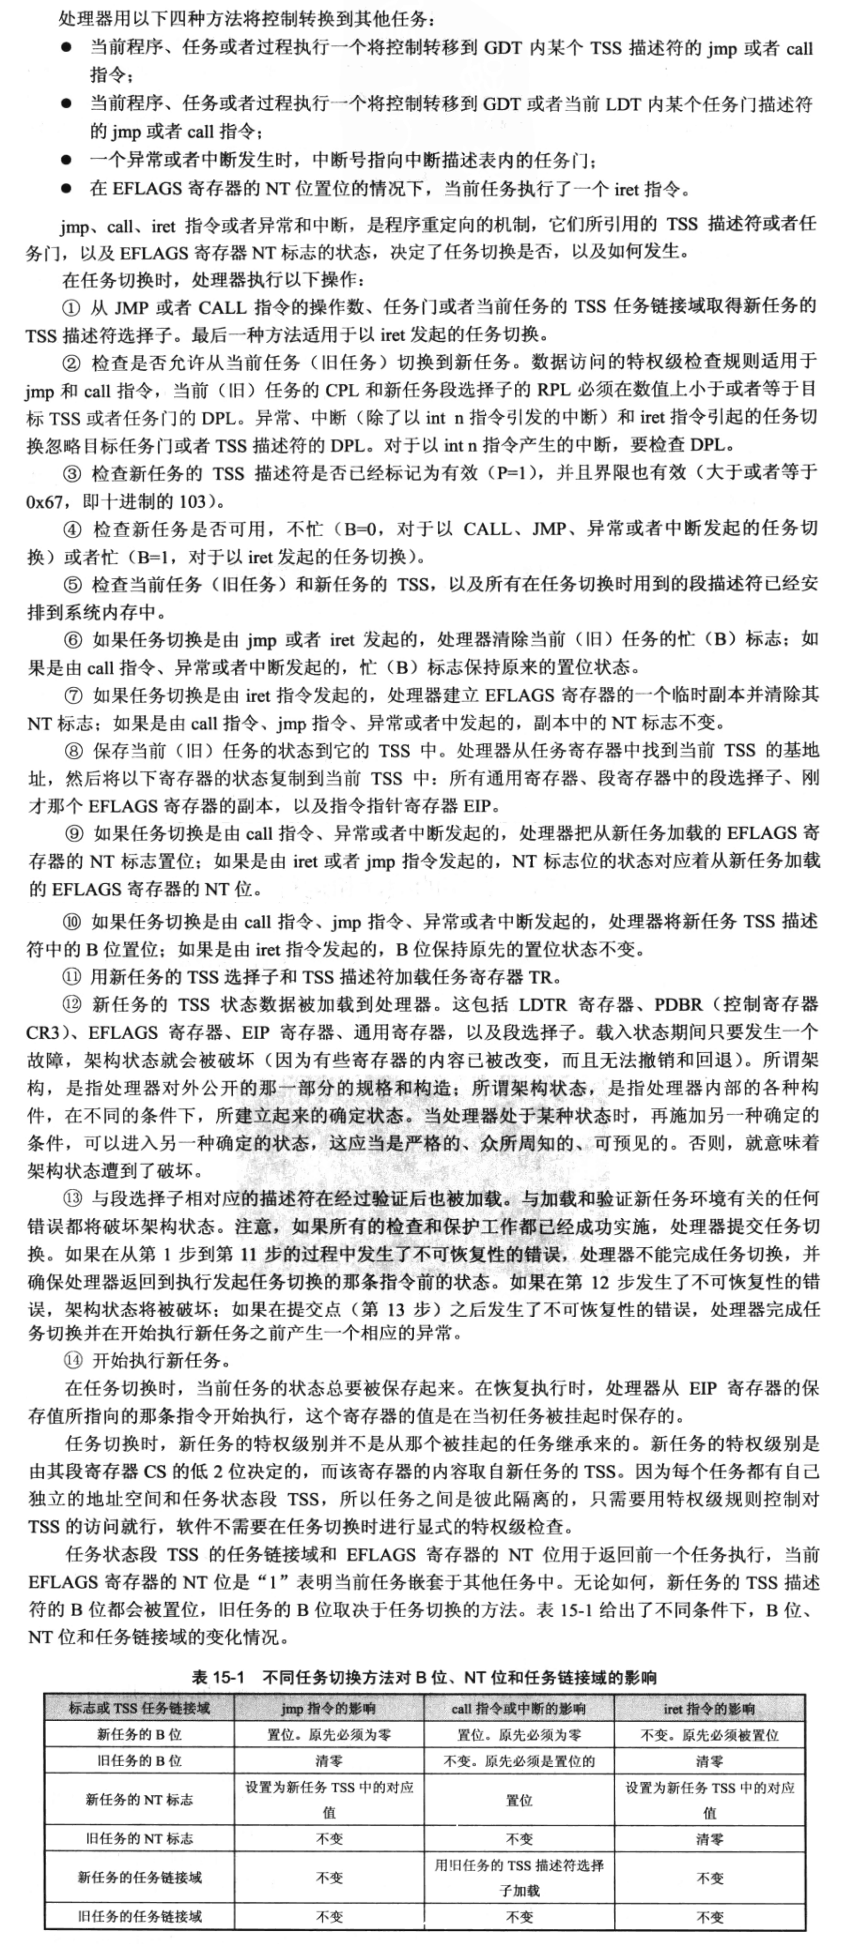 处理器用以下四种方法将控制转换到其他任务：
● 当前程序、任务或者过程执行一个将控制转移到 GDT 内某个 TSS 描述符的 jmp 或者 call
指令；
● 当前程序、任务或者过程执行一个将控制转移到 GDT 或者当前 LDT 内某个任务门描述符
的 jmp 或者 call 指令；
● 一个异常或者中断发生时，中断号指向中断描述表内的任务门；
● 在 EFLAGS 寄存器的 NT 位置位的情况下，当前任务执行了一个 iret 指令。
jmp、call、iret 指令或者异常和中断，是程序重定向的机制，它们所引用的 TSS 描述符或者任
务门，以及 EFLAGS 寄存器 NT 标志的状态，决定了任务切换是否，以及如何发生。
在任务切换时，处理器执行以下操作：
① 从 JMP 或者 CALL 指令的操作数、任务门或者当前任务的 TSS 任务链接域取得新任务的
TSS 描述符选择子。最后一种方法适用于以 iret 发起的任务切换。
② 检查是否允许从当前任务（旧任务）切换到新任务。数据访问的特权级检查规则适用于
jmp 和 call 指令，当前（旧）任务的 CPL 和新任务段选择子的 RPL 必须在数值上小于或者等于目
标 TSS 或者任务门的 DPL。异常、中断（除了以 int n 指令引发的中断）和 iret 指令引起的任务切
换忽略目标任务门或者 TSS 描述符的 DPL。对于以 int n 指令产生的中断，要检查 DPL。
③ 检查新任务的 TSS 描述符是否已经标记为有效（P=1），并且界限也有效（大于或者等于
0x67，即十进制的 103）。
④ 检查新任务是否可用，不忙（B=0，对于以 CALL、JMP、异常或者中断发起的任务切
换）或者忙（B=1，对于以 iret 发起的任务切换）。
⑤ 检查当前任务（旧任务）和新任务的 TSS，以及所有在任务切换时用到的段描述符已经安
排到系统内存中。
⑥ 如果任务切换是由 jmp 或者 iret 发起的，处理器清除当前（旧）任务的忙（B）标志；如
果是由 call 指令、异常或者中断发起的，忙（B）标志保持原来的置位状态。
⑦ 如果任务切换是由 iret 指令发起的，处理器建立 EFLAGS 寄存器的一个临时副本并清除其
NT 标志；如果是由 call 指令、jmp 指令、异常或者中发起的，副本中的 NT 标志不变。
⑧ 保存当前（旧）任务的状态到它的 TSS 中。处理器从任务寄存器中找到当前 TSS 的基地
址，然后将以下寄存器的状态复制到当前 TSS 中：所有通用寄存器、段寄存器中的段选择子、刚
才那个 EFLAGS 寄存器的副本，以及指令指针寄存器 EIP。
⑨ 如果任务切换是由 call 指令、异常或者中断发起的，处理器把从新任务加载的 EFLAGS 寄
存器的 NT 标志置位；如果是由 iret 或者 jmp 指令发起的，NT 标志位的状态对应着从新任务加载
的 EFLAGS 寄存器的 NT 位。
⑩ 如果任务切换是由 call 指令、jmp 指令、异常或者中断发起的，处理器将新任务 TSS 描述
符中的 B 位置位；如果是由 iret 指令发起的，B 位保持原先的置位状态不变。
⑪ 用新任务的 TSS 选择子和 TSS 描述符加载任务寄存器 TR。
⑫ 新任务的 TSS 状态数据被加载到处理器。这包括 LDTR 寄存器、PDBR（控制寄存器
CR3）、EFLAGS 寄存器、EIP 寄存器、通用寄存器，以及段选择子。载入状态期间只要发生一个
故障，架构状态就会被破坏（因为有些寄存器的内容已被改变，而且无法撤销和回退）。所谓架
构，是指处理器对外公开的那一部分的规格和构造；所谓架构状态，是指处理器内部的各种构
件，在不同的条件下，所建立起来的确定状态。当处理器处于某种状态时，再施加另一种确定的
条件，可以进入另一种确定的状态，这应当是严格的、众所周知的、可预见的。否则，就意味着
架构状态遭到了破坏。
⑬ 与段选择子相对应的描述符在经过验证后也被加载。与加载和验证新任务环境有关的任何
错误都将破坏架构状态。注意，如果所有的检查和保护工作都已经成功实施，处理器提交任务切
换。如果在从第 1 步到第 11 步的过程中发生了不可恢复性的错误，处理器不能完成任务切换，并
确保处理器返回到执行发起任务切换的那条指令前的状态。如果在第 12 步发生了不可恢复性的错
误，架构状态将被破坏；如果在提交点（第 13 步）之后发生了不可恢复性的错误，处理器完成任
务切换并在开始执行新任务之前产生一个相应的异常。
⑭ 开始执行新任务。
在任务切换时，当前任务的状态总要被保存起来。在恢复执行时，处理器从 EIP 寄存器的保
存值所指向的那条指令开始执行，这个寄存器的值是在当初任务被挂起时保存的。
任务切换时，新任务的特权级别并不是从那个被挂起的任务继承来的。新任务的特权级别是
由其段寄存器 CS 的低 2 位决定的，而该寄存器的内容取自新任务的 TSS。因为每个任务都有自己
独立的地址空间和任务状态段 TSS，所以任务之间是彼此隔离的，只需要用特权级规则控制对
TSS 的访问就行，软件不需要在任务切换时进行显式的特权级检查。
任务状态段 TSS 的任务链接域和 EFLAGS 寄存器的 NT 位用于返回前一个任务执行，当前
EFLAGS 寄存器的 NT 位是“1”表明当前任务嵌套于其他任务中。无论如何，新任务的 TSS 描述
符的 B 位都会被置位，旧任务的 B 位取决于任务切换的方法。表 15-1 给出了不同条件下，B 位、
NT 位和任务链接域的变化情况。
表 15-1 不同任务切换方法对 B 位、NT 位和任务链接域的影响
标志或 TSS 任务链接域 jmp 指令的影响 call 指令或中断的影响 iret 指令的影响
新任务的 B 位 置位。原先必须为零 置位。原先必须为零 不变。原先必须被置位
旧任务的 B 位 清零 不变。原先必须是置位的 清零
新任务的 NT 标志 设置为新任务 TSS 中的对应值 置位 设置为新任务 TSS 中的对应值
旧任务的 NT 标志 不变 不变 清零
新任务的任务链接域 不变 用旧任务的 TSS 描述符选择子加载 不变
旧任务的任务链接域 不变 不变 不变